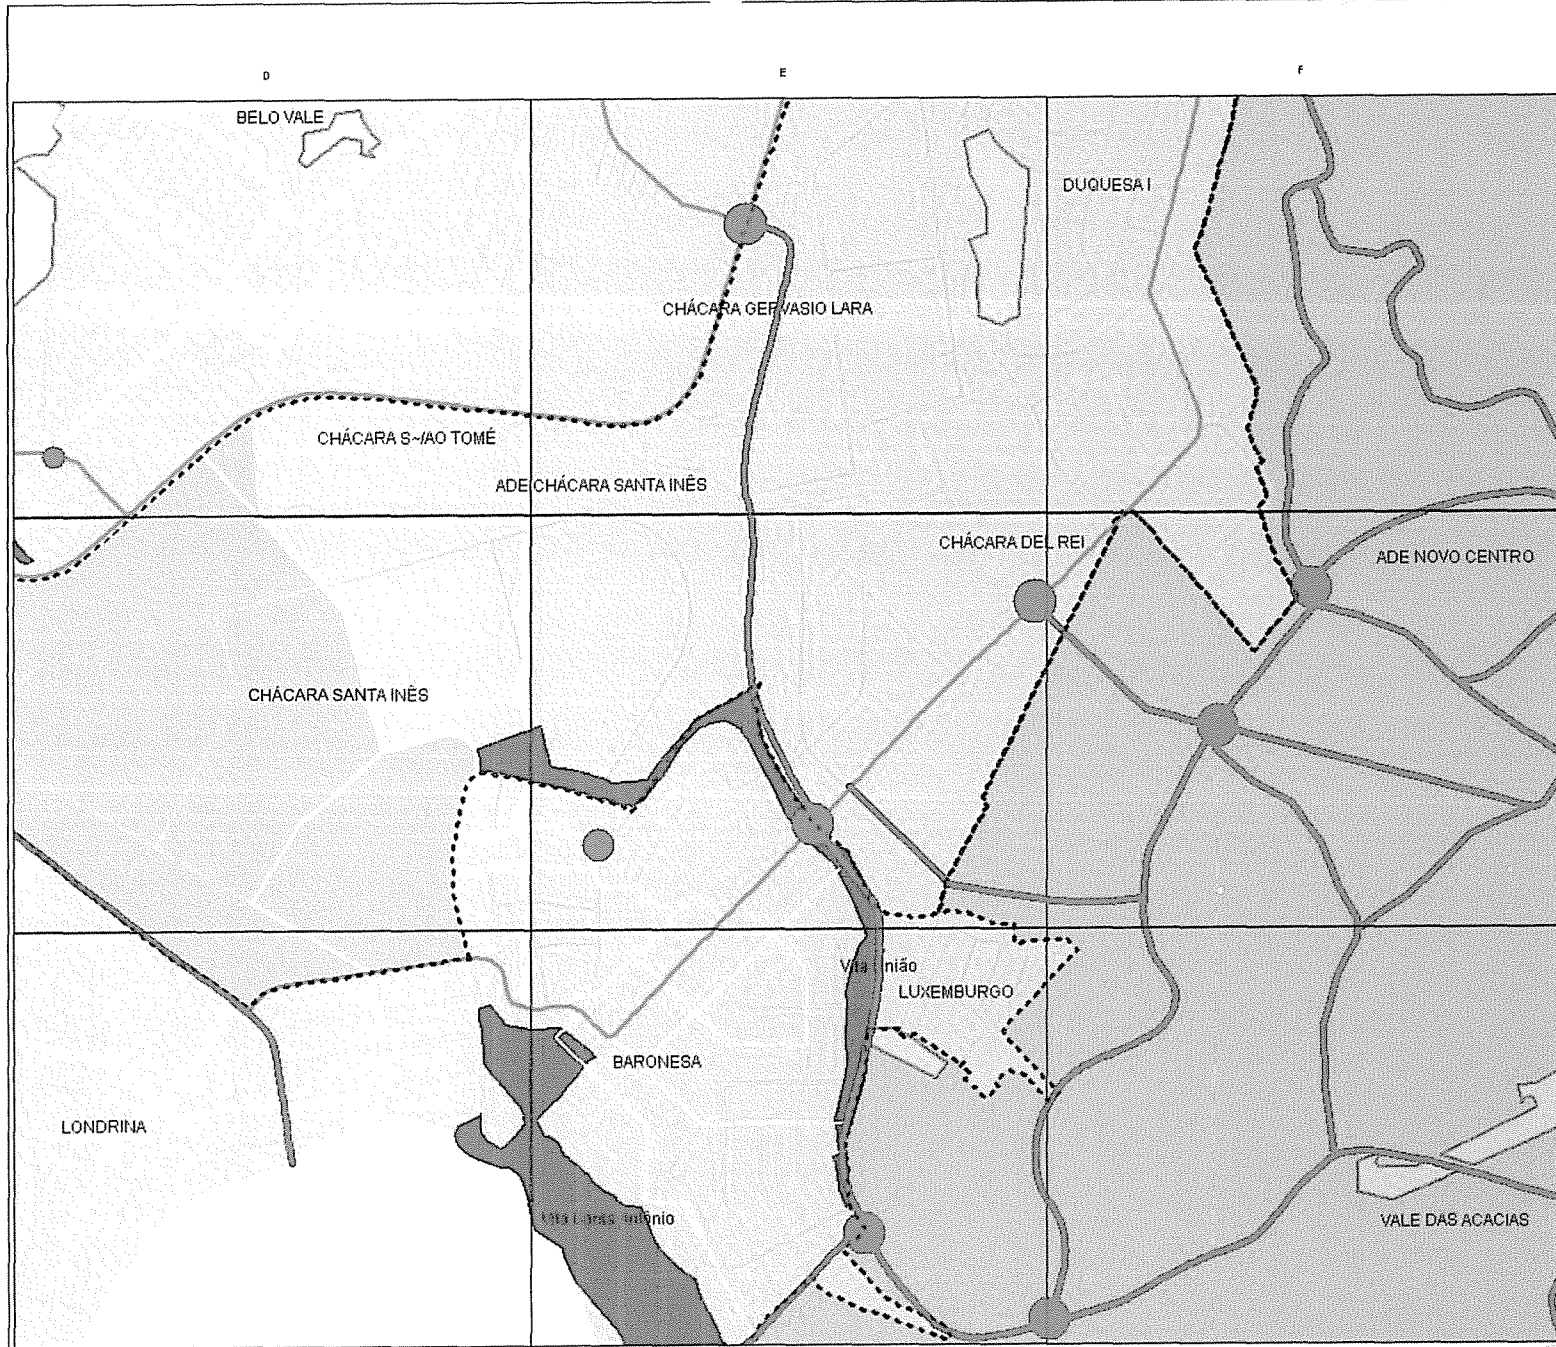 D
E
F
BELO VALE
DUQUESA I
CHÁCARA GERVASIO LARA
CHÁCARA S~/AO TOMÉ
ADE CHÁCARA SANTA INÊS
CHÁCARA DEL REI
ADE NOVO CENTRO
CHÁCARA SANTA INÊS
União
LUXEMBURGO
BARONESA
LONDRINA
VALE DAS ACACIAS